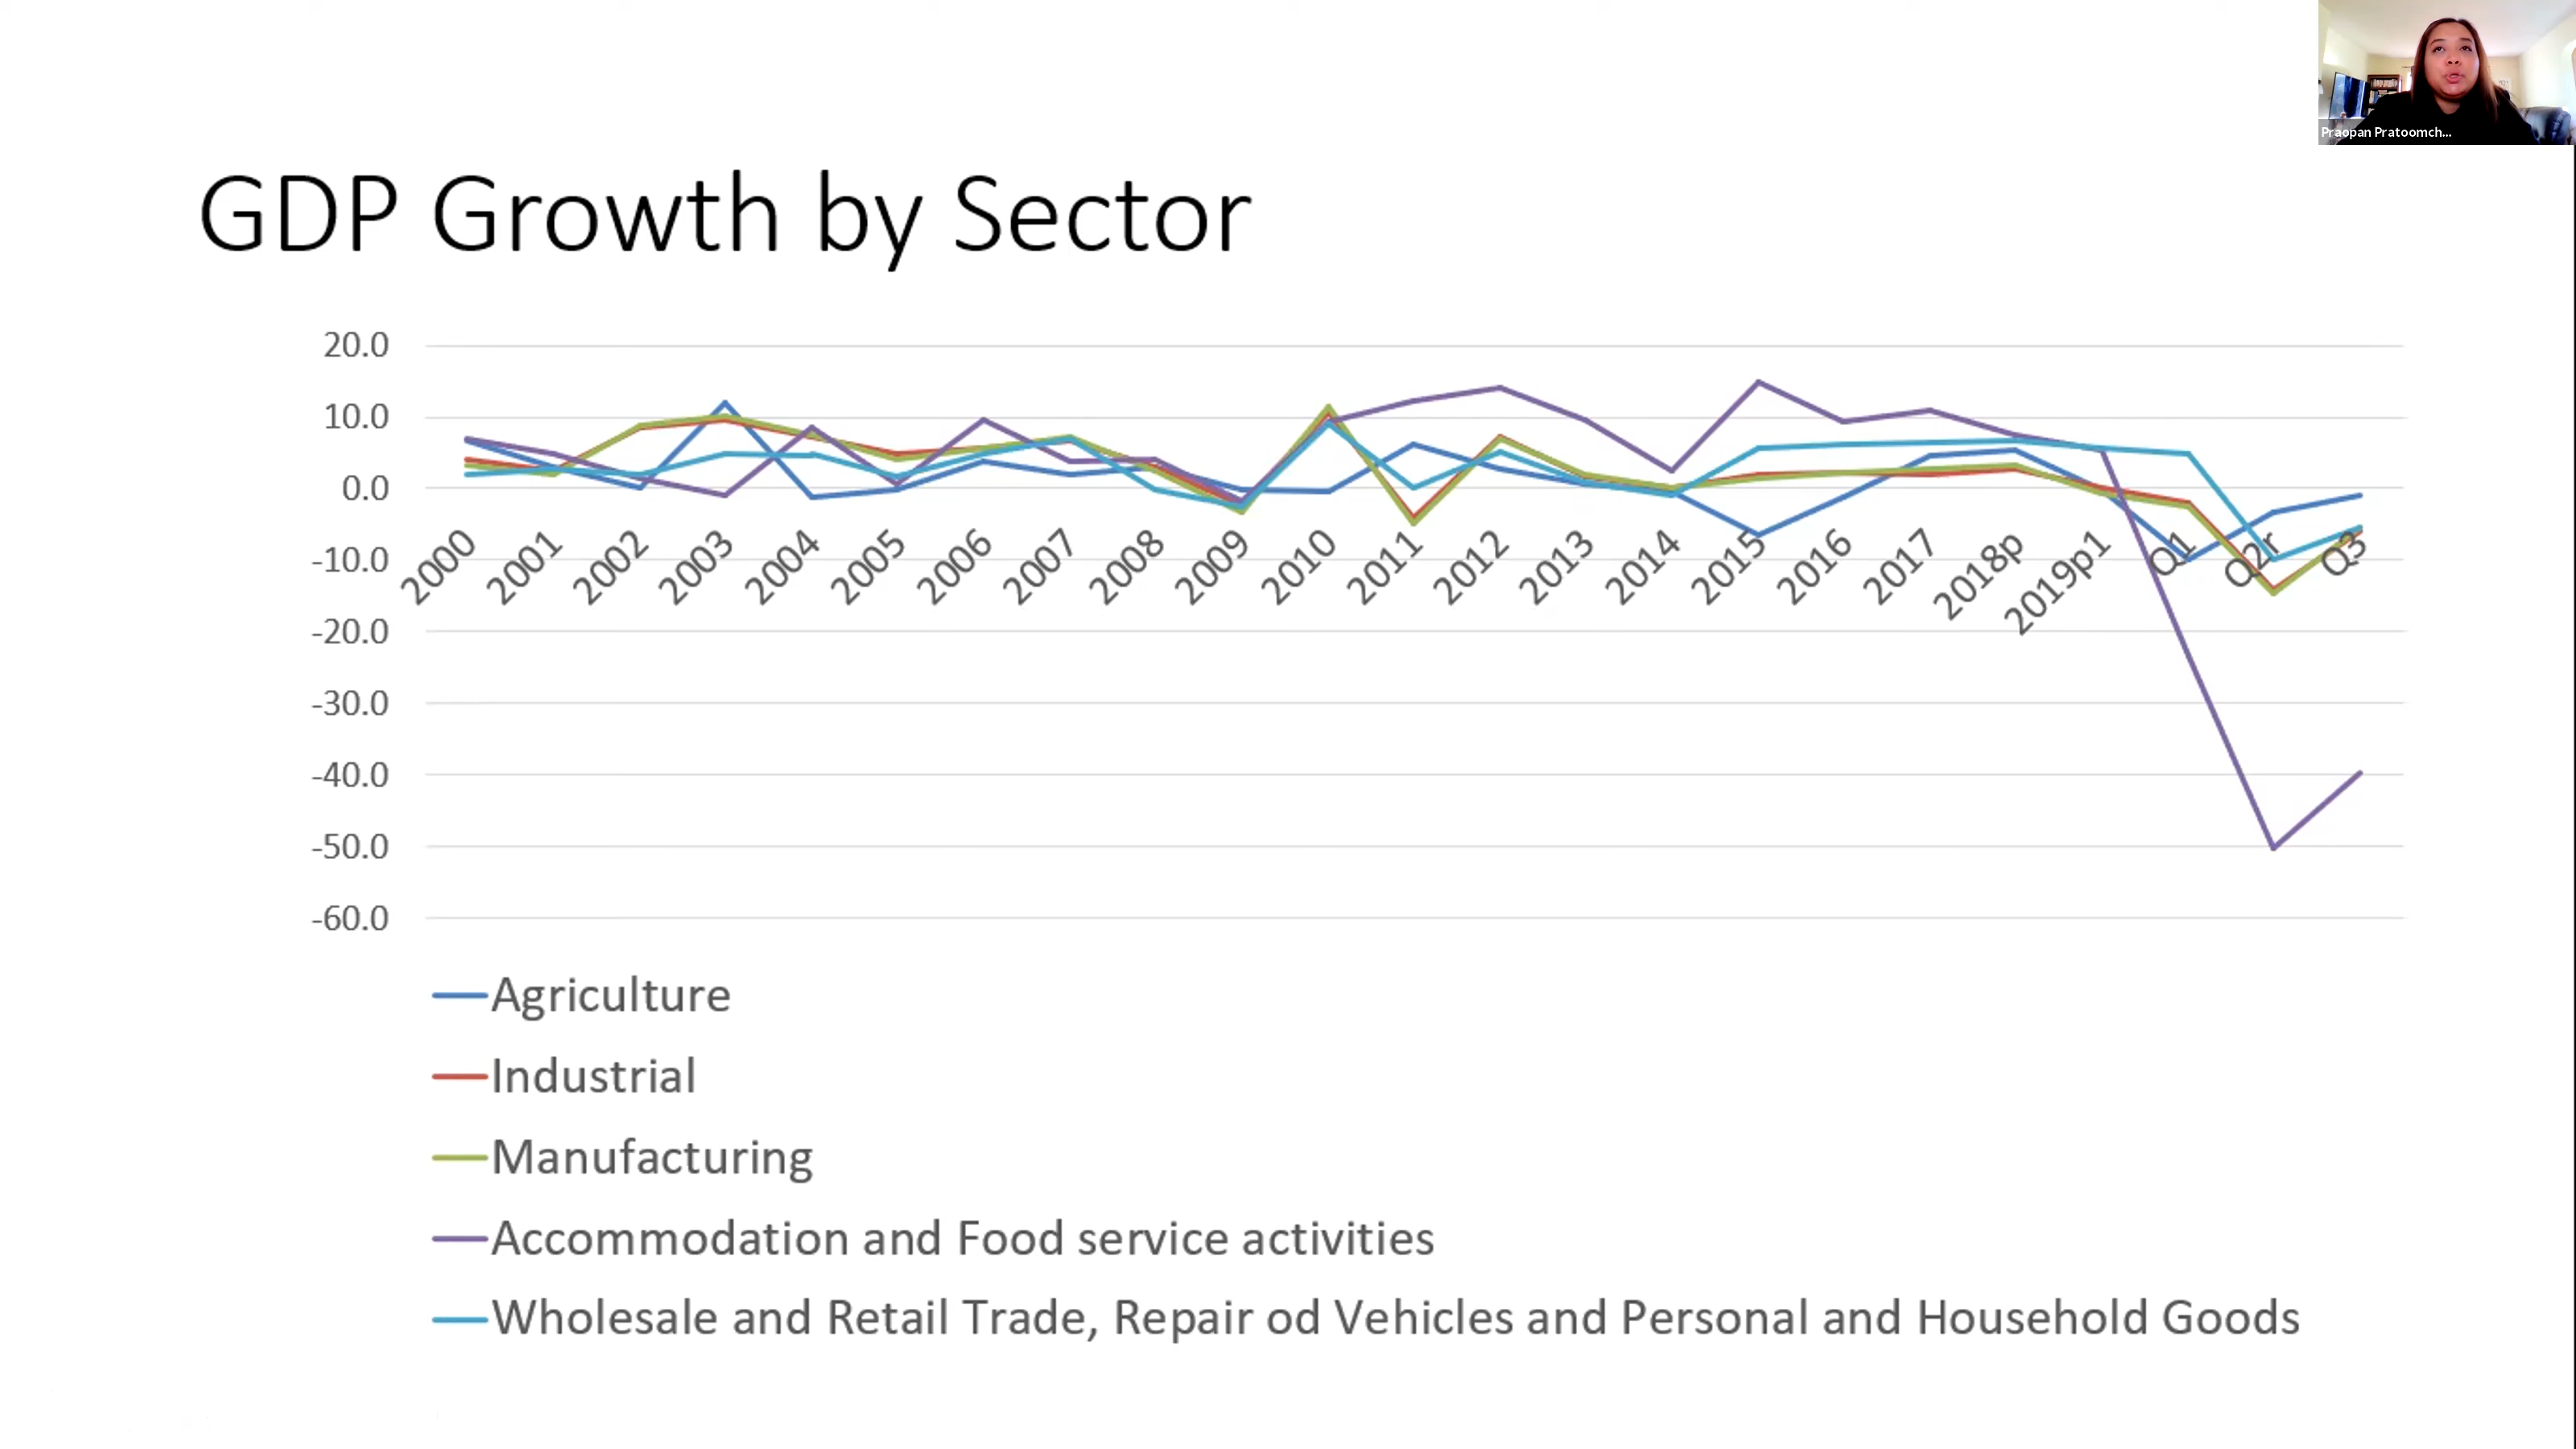 Praopan Pratoomch...
GDP Growth by Sector
20.0
10.0
0.0
-10.0
-20.0
-30.0
-40.0
-50.0
-60.0
2000
2001
2002
2003
2004
2005
2006
2007
2008
2009
2010
2011
2012
2013
2014
2015
2016
2017
2018p
2019p1
Q1
Q2r
Q3
Agriculture
Industrial
Manufacturing
Accommodation and Food service activities
Wholesale and Retail Trade, Repair od Vehicles and Personal and Household Goods